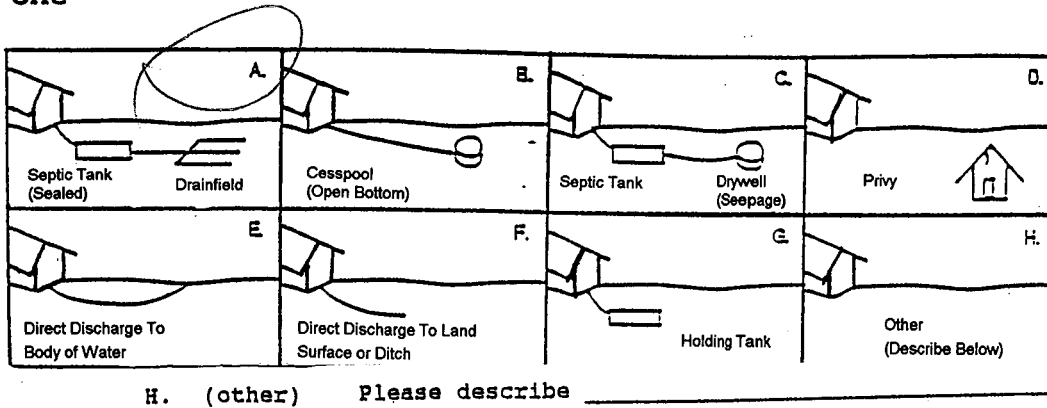 A.
Septic Tank
(Sealed)
Drainfield
B.
Cesspool
(Open Bottom)
C.
Septic Tank
Drywell
(Seepage)
D.
Privy
E.
Direct Discharge To
Body of Water
F.
Direct Discharge To Land
Surface or Ditch
G.
Holding Tank
H.
Other
(Describe Below)
H. (other) Please describe